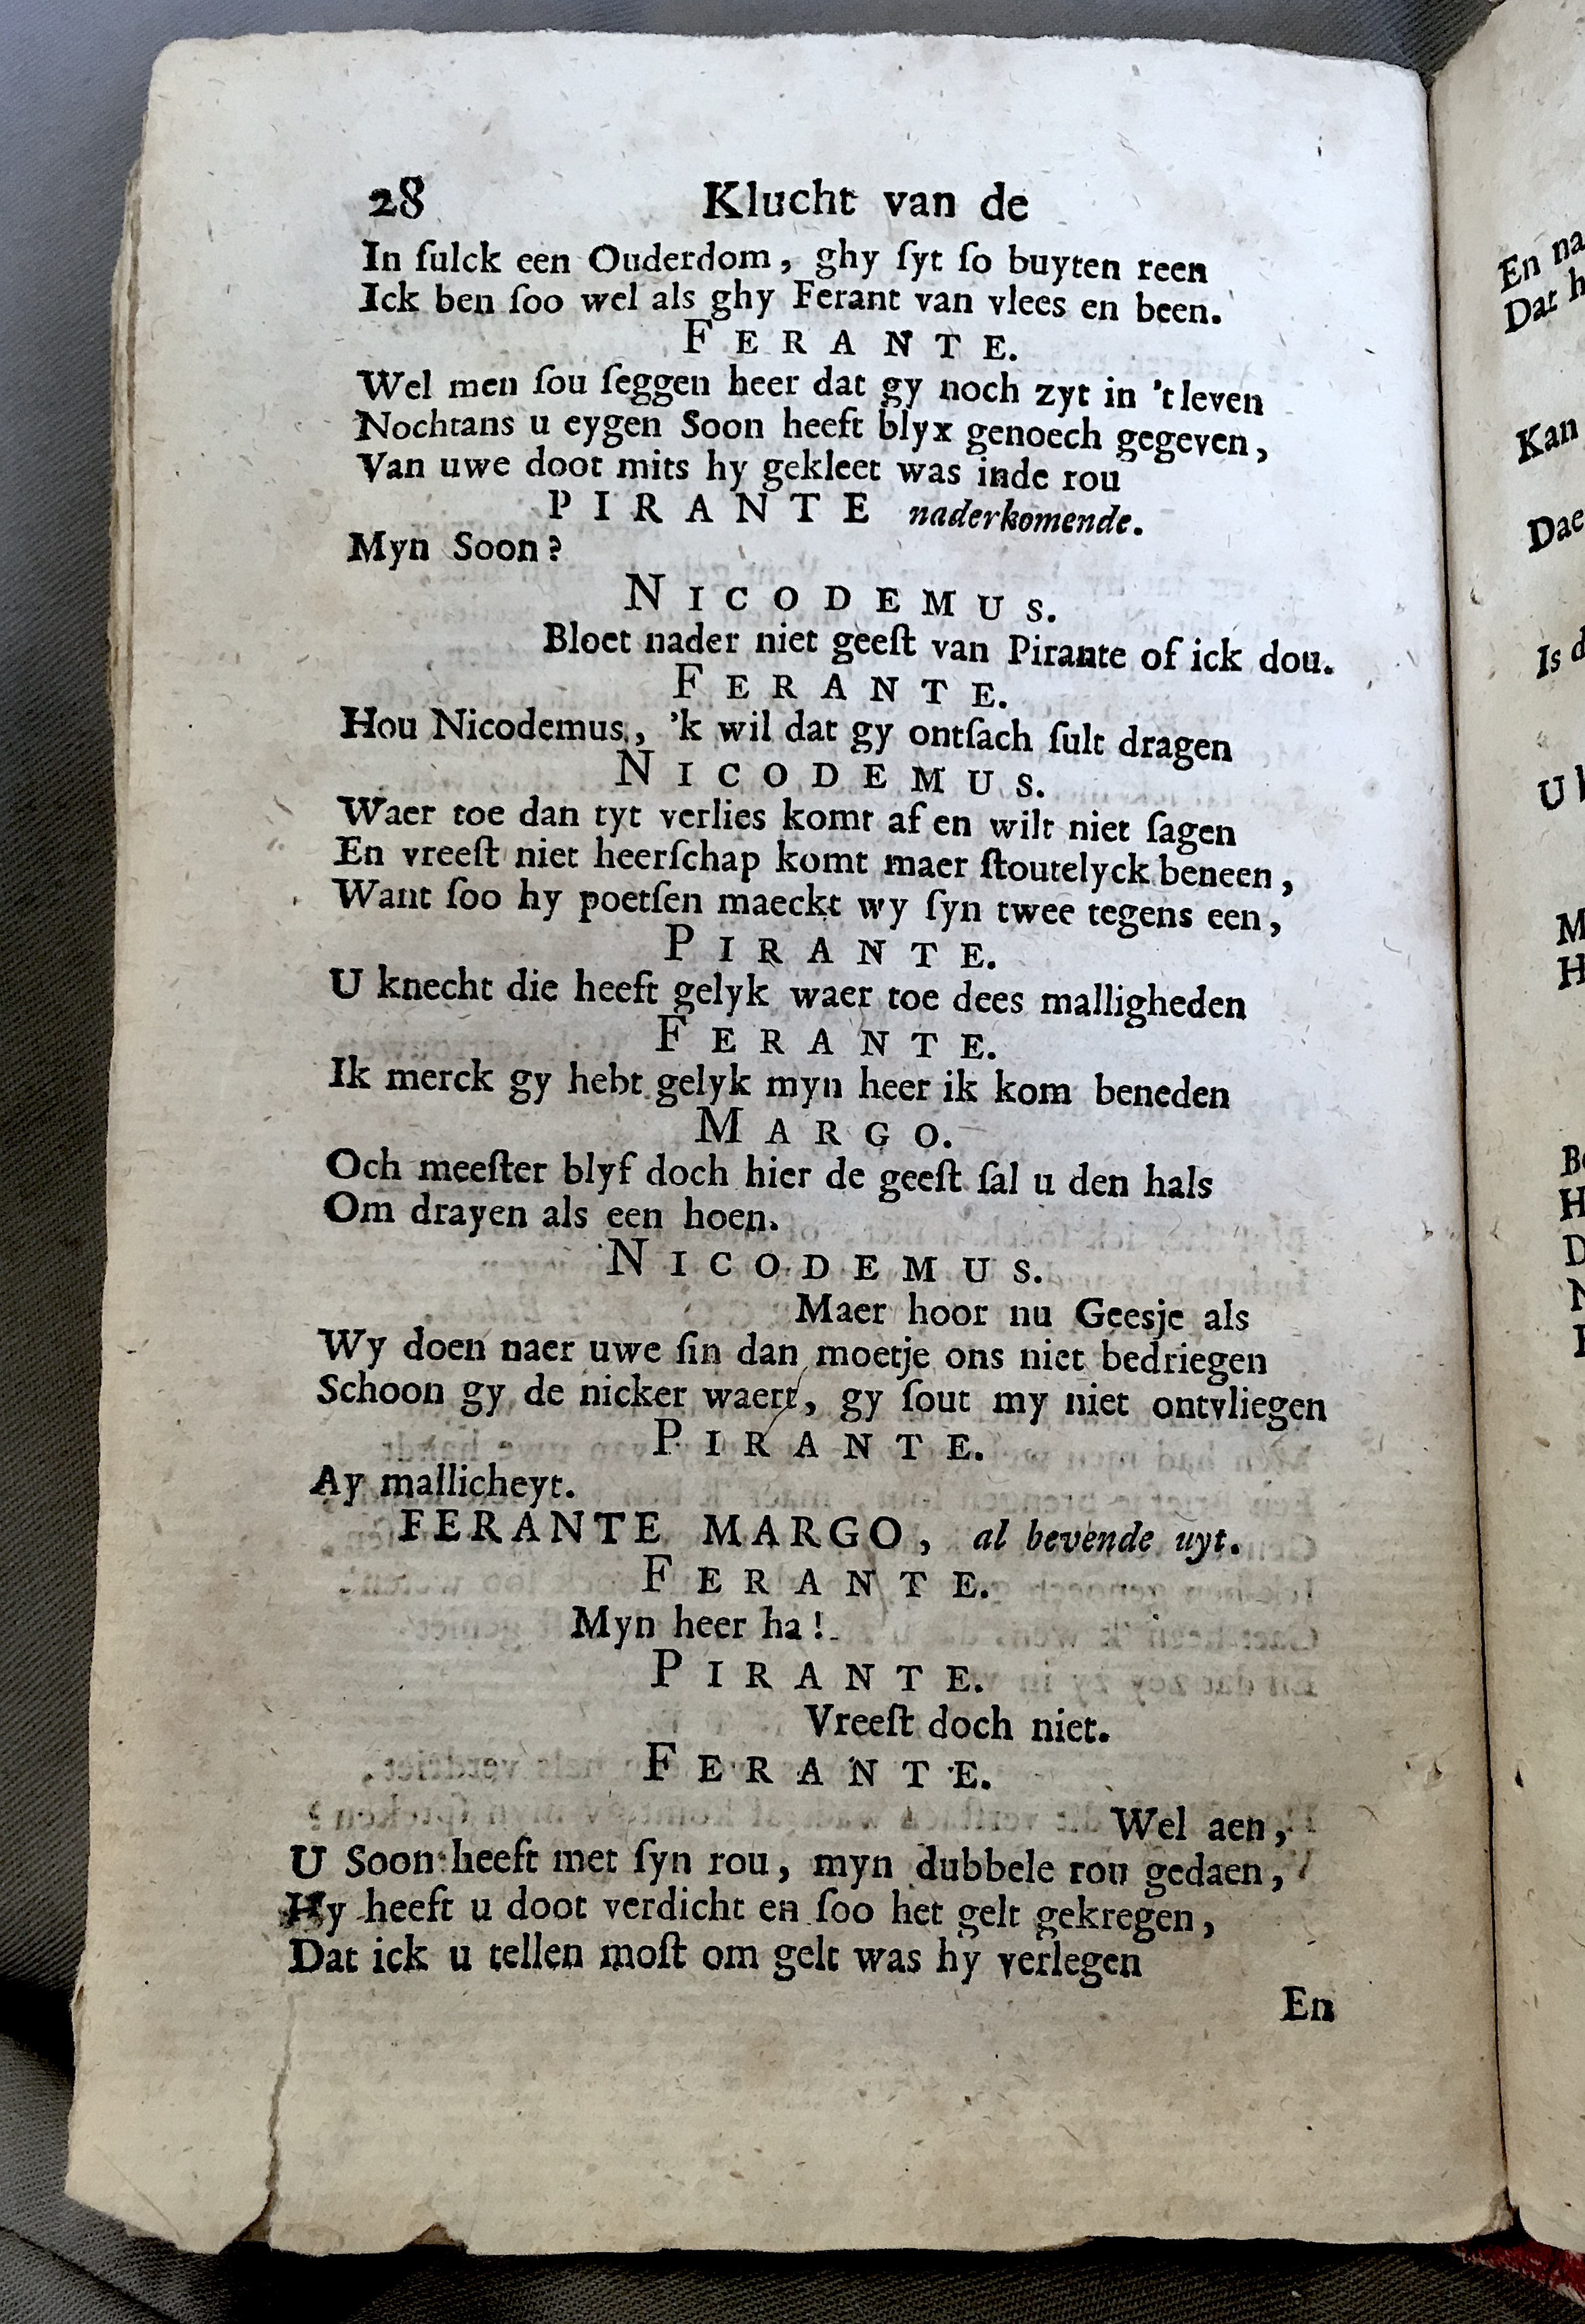 28 Klucht van de
In ſulck een Ouderdom, ghy ſyt ſo buyten reen
Ick ben ſoo wel als ghy Ferant van vlees en been.
FERANTE.
Wel men ſou ſeggen heer dat gy noch zyt in 't leven
Nochtans u eygen Soon heeft blyx genoech gegeven,
Van uwe doot mits hy gekleet was inde rou
PIRANTE naderkomende.
Myn Soon?
NICODEMUS.
Bloet nader niet geeſt van Pirante of ick dou.
FERANTE.
Hou Nicodemus, 'k wil dat gy ontſach ſult dragen
NICODEMUS.
Waer toe dan tyt verlies komt af en wilt niet ſagen
En vreeſt niet heerſchap komt maer ſtoutelyck beneen,
Want ſoo hy poetſen maeckt wy ſyn twee tegens een,
PIRANTE.
U knecht die heeft gelyk waer toe dees malligheden
FERANTE.
Ik merck gy hebt gelyk myn heer ik kom beneden
MARGO.
Och meeſter blyf doch hier de geeſt ſal u den hals
Om drayen als een hoen.
NICODEMUS.
Maer hoor nu Geesje als
Wy doen naer uwe ſin dan moetje ons niet bedriegen
Schoon gy de nicker waert, gy ſout my niet ontvliegen
PIRANTE.
Ay mallicheyt.
FERANTE MARGO, al bevende uyt.
FERANTE.
Myn heer ha!
PIRANTE.
Vreeſt doch niet.
FERANTE.
Wel aen,
U Soon heeft met ſyn rou, myn dubbele rou gedaen,
Hy heeft u doot verdicht en ſoo het gelt gekregen,
Dat ick u tellen moſt om gelt was hy verlegen
En
En na
Dat h
Kan
Dae
Is d
U
M
H
H
D